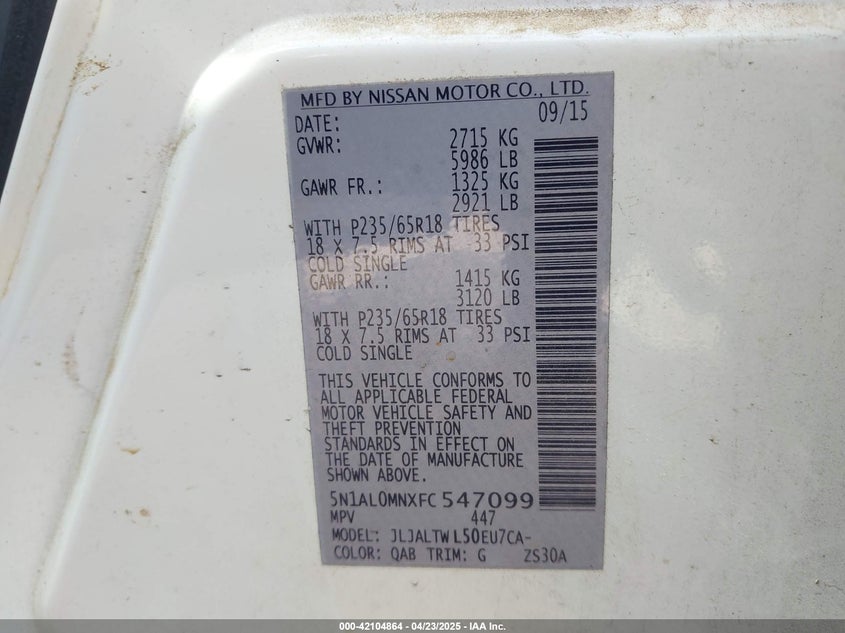 MFD BY NISSAN MOTOR CO., LTD.
DATE: 09/15
GVWR: 2715 KG
5986 LB
GAWR FR.: 1325 KG
2921 LB
WITH P235/65R18 TIRES
18 X 7.5 RIMS AT 33 PSI
COLD SINGLE
GAWR RR.: 1415 KG
3120 LB
WITH P235/65R18 TIRES
18 X 7.5 RIMS AT 33 PSI
COLD SINGLE
THIS VEHICLE CONFORMS TO
ALL APPLICABLE FEDERAL
MOTOR VEHICLE SAFETY AND
THEFT PREVENTION
STANDARDS IN EFFECT ON
THE DATE OF MANUFACTURE
SHOWN ABOVE.
5N1AL0MNXFC 547099
MPV 447
MODEL: JLJALTW L50EU7CA-
COLOR: QAB TRIM: G ZS30A
000-42104864 - 04/23/2025 - IAA Inc.